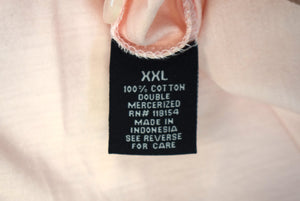 XXL
100% COTTON
DOUBLE
MERCERIZED
RN# 118154
MADE IN
INDONESIA
SEE REVERSE
FOR CARE